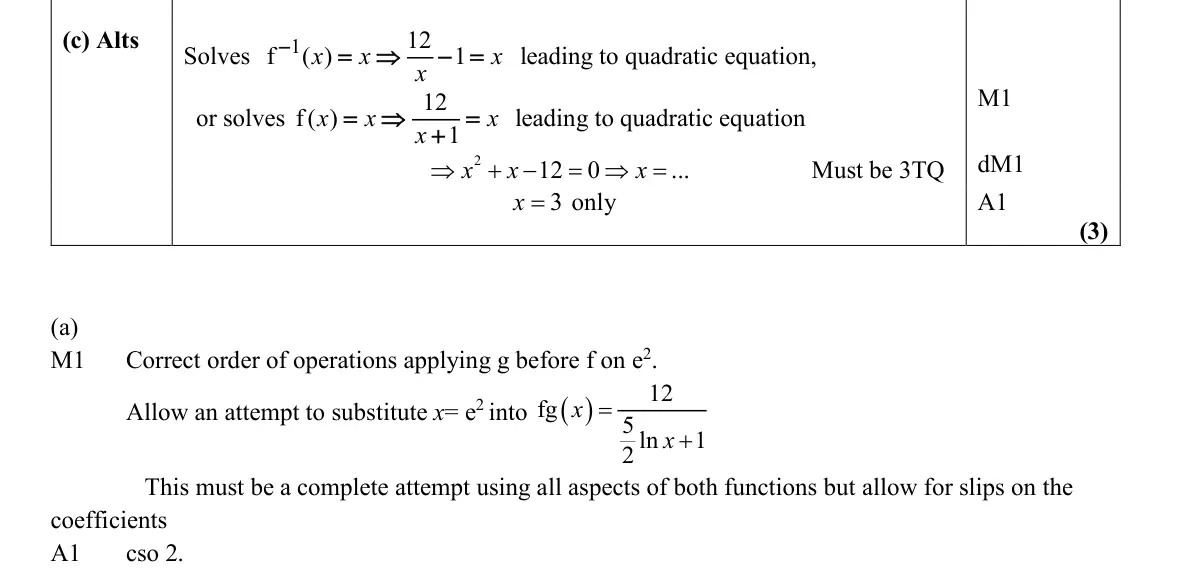 (c) Alts
Solves f⁻¹(x) = x ⇒ 12/x − 1 = x leading to quadratic equation,
or solves f(x) = x ⇒ 12/(x+1) = x leading to quadratic equation
M1
⇒ x² + x − 12 = 0 ⇒ x = ... Must be 3TQ dM1
x = 3 only A1
(3)
(a)
M1 Correct order of operations applying g before f on e².
Allow an attempt to substitute x= e² into fg(x) = 12/(5/2 ln x + 1)
This must be a complete attempt using all aspects of both functions but allow for slips on the
coefficients
A1 cso 2.